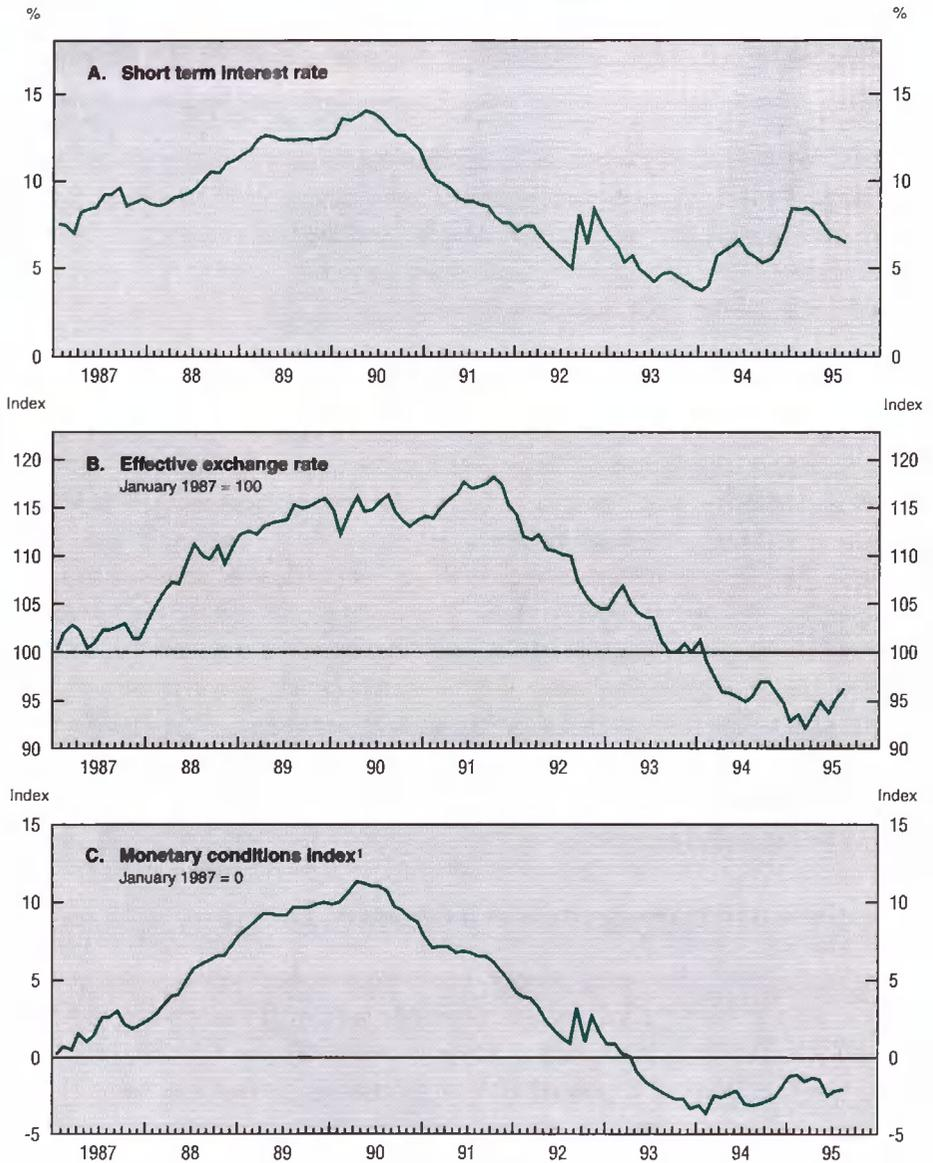 % %
A. Short term interest rate
15 15
10 10
5 5
0 0
1987 88 89 90 91 92 93 94 95
Index Index
B. Effective exchange rate
January 1987 = 100
120 120
115 115
110 110
105 105
100 100
95 95
90 90
1987 88 89 90 91 92 93 94 95
Index Index
15 15
C. Monetary conditions index¹
January 1987 = 0
10 10
5 5
0 0
-5 -5
1987 88 89 90 91 92 93 94 95